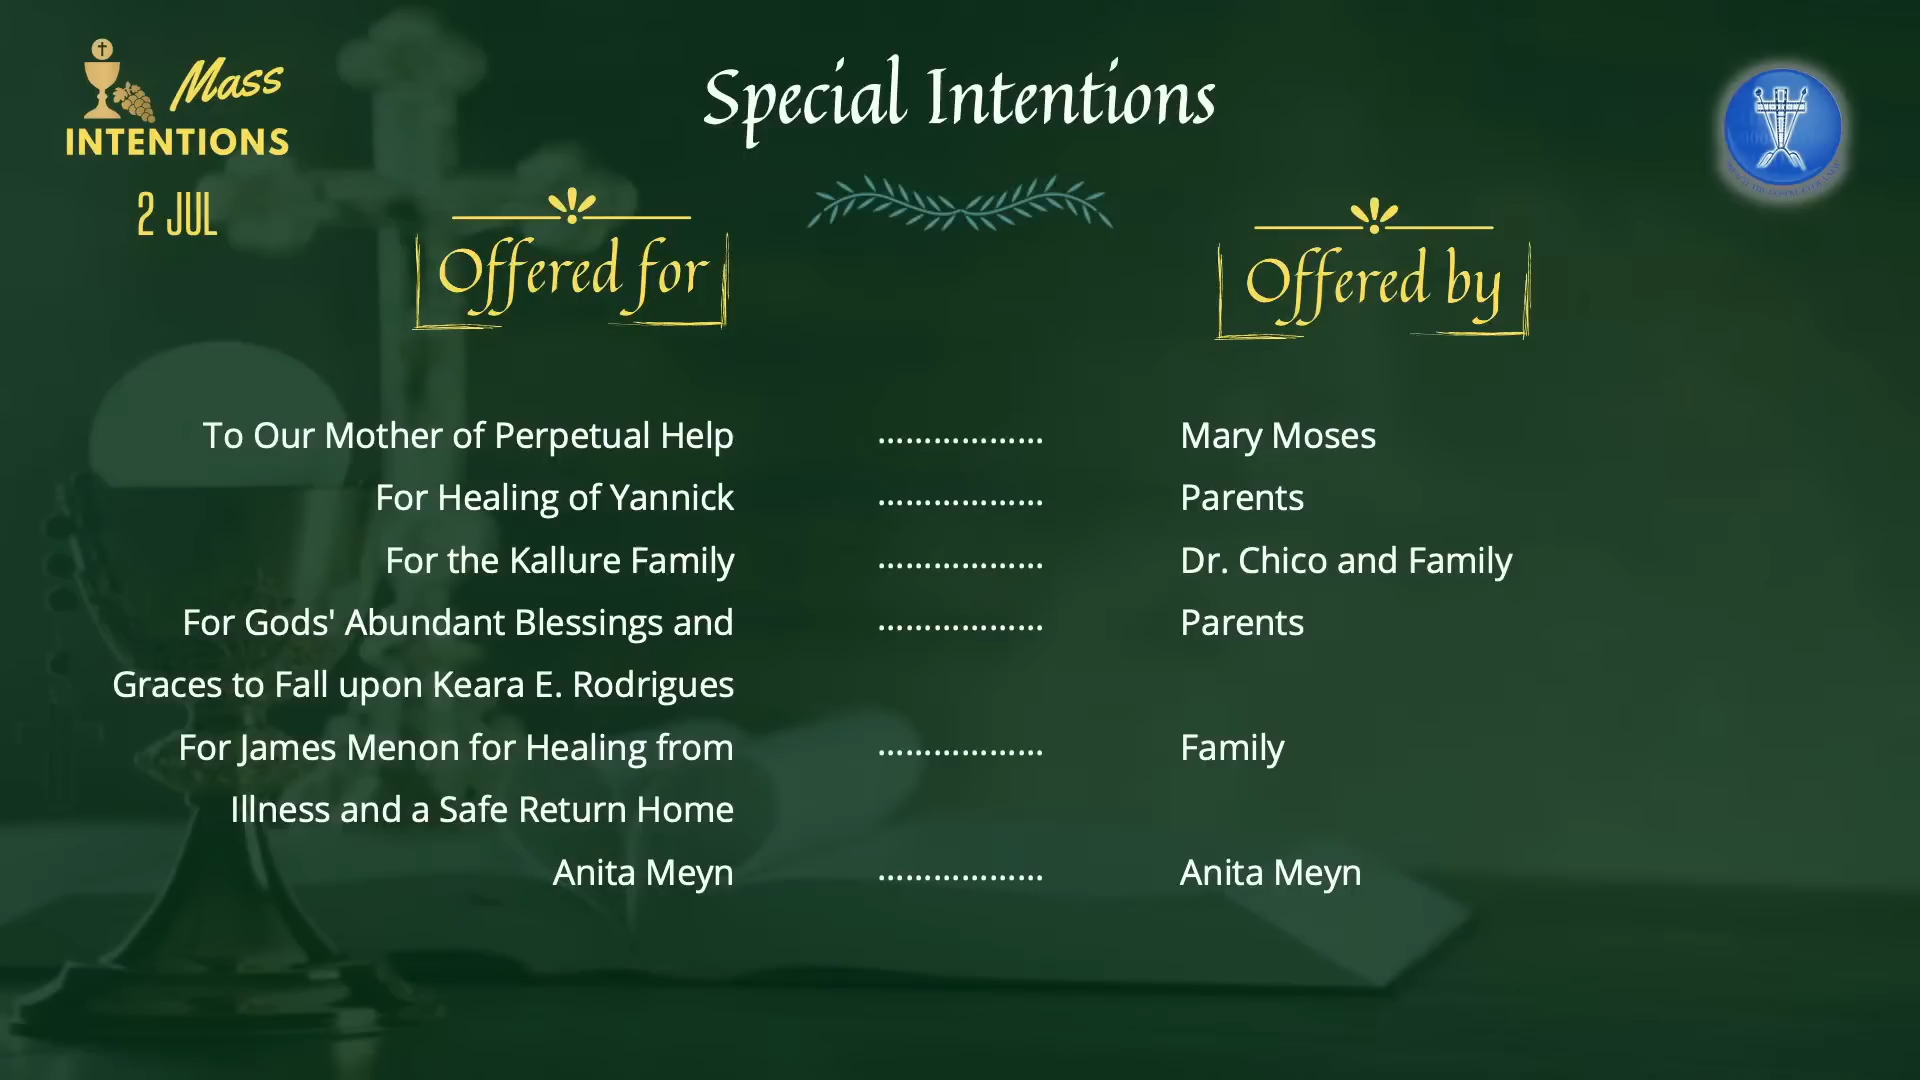 Mass
INTENTIONS
2 JUL
Special Intentions
Offered for
Offered by
To Our Mother of Perpetual Help .................. Mary Moses
For Healing of Yannick .................. Parents
For the Kallure Family .................. Dr. Chico and Family
For Gods' Abundant Blessings and .................. Parents
Graces to Fall upon Keara E. Rodrigues
For James Menon for Healing from .................. Family
Illness and a Safe Return Home
Anita Meyn .................. Anita Meyn